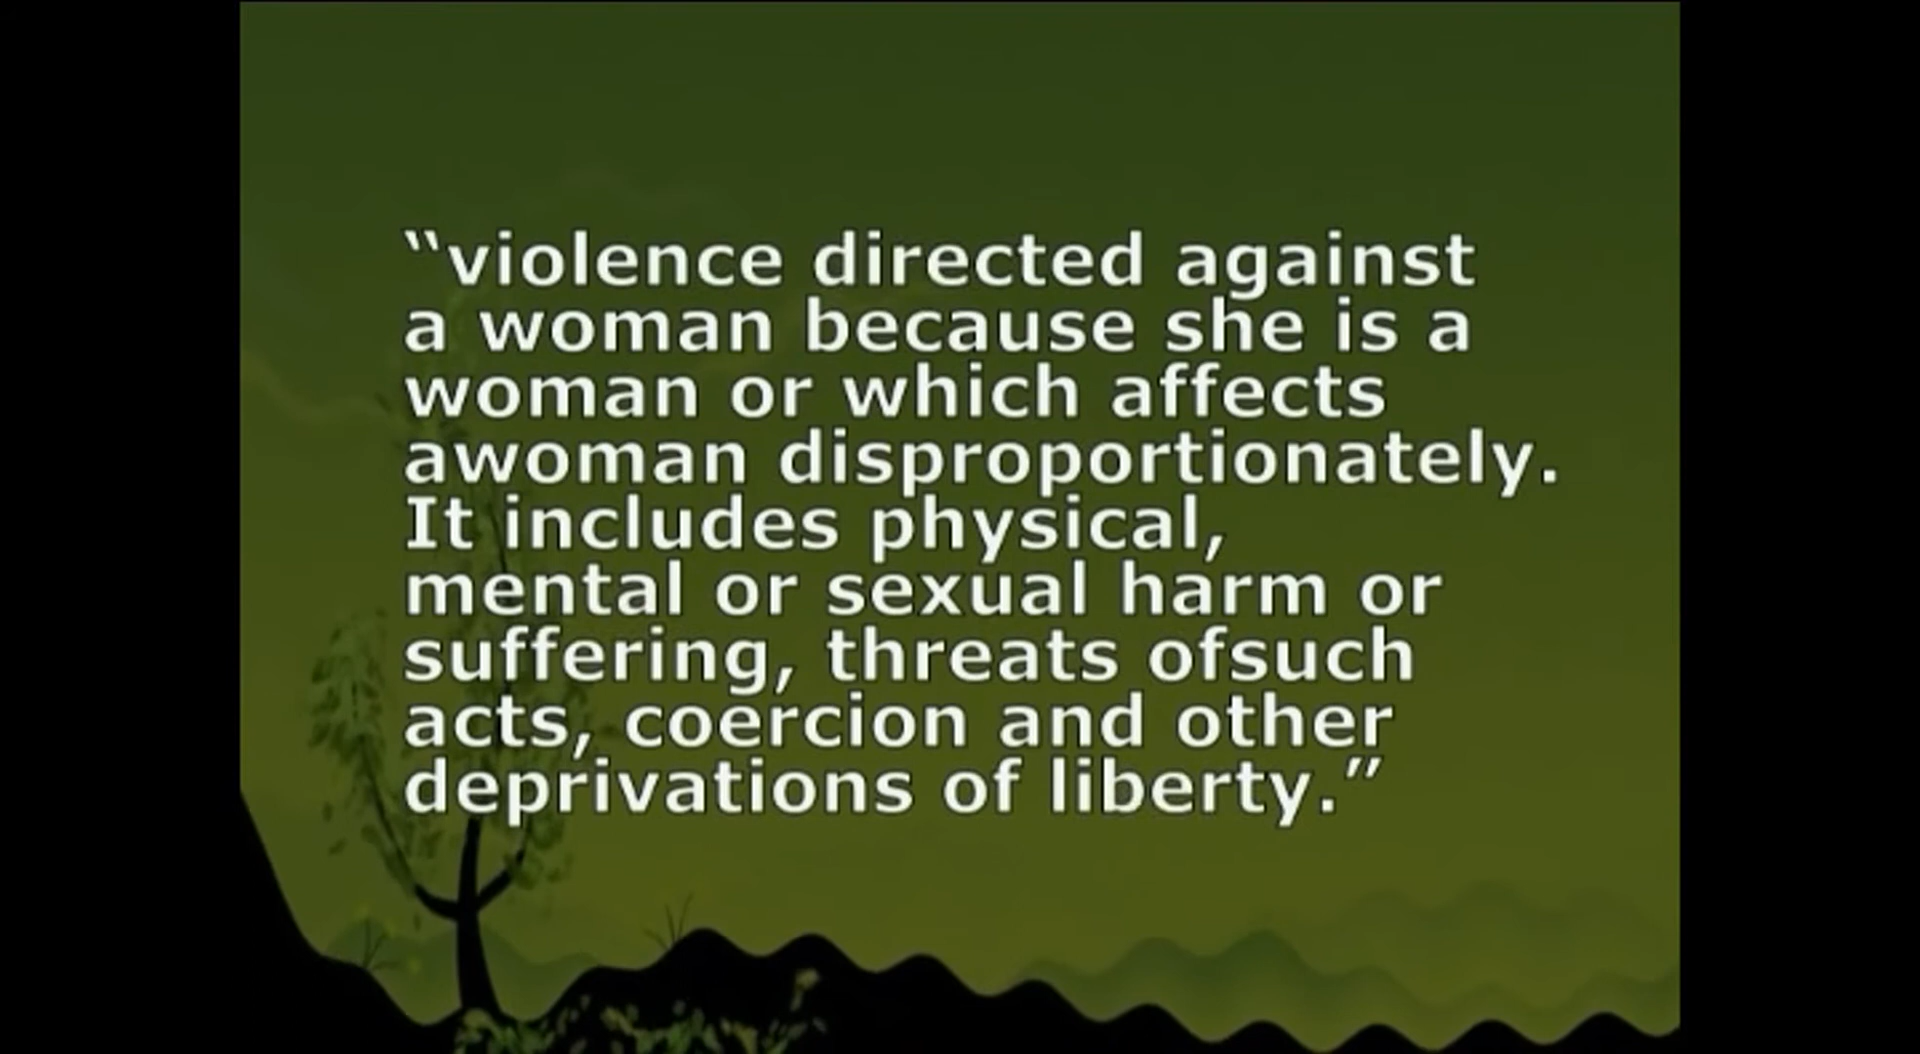 “violence directed against
a woman because she is a
woman or which affects
awoman disproportionately.
It includes physical,
mental or sexual harm or
suffering, threats ofsuch
acts, coercion and other
deprivations of liberty.”